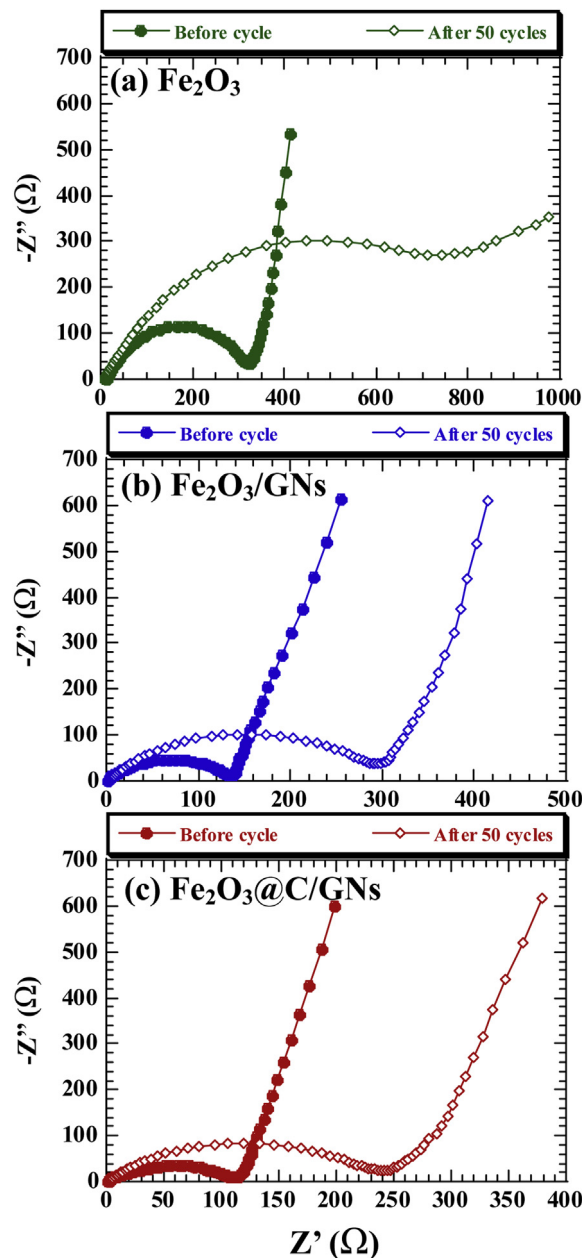 Before cycle After 50 cycles
(a) Fe₂O₃
700
600
500
400
300
200
100
0
-Z” (Ω)
0 200 400 600 800 1000
Before cycle After 50 cycles
(b) Fe₂O₃/GNs
700
600
500
400
300
200
100
0
-Z” (Ω)
0 100 200 300 400 500
Before cycle After 50 cycles
(c) Fe₂O₃@C/GNs
700
600
500
400
300
200
100
0
-Z” (Ω)
0 50 100 150 200 250 300 350 400
Z’ (Ω)